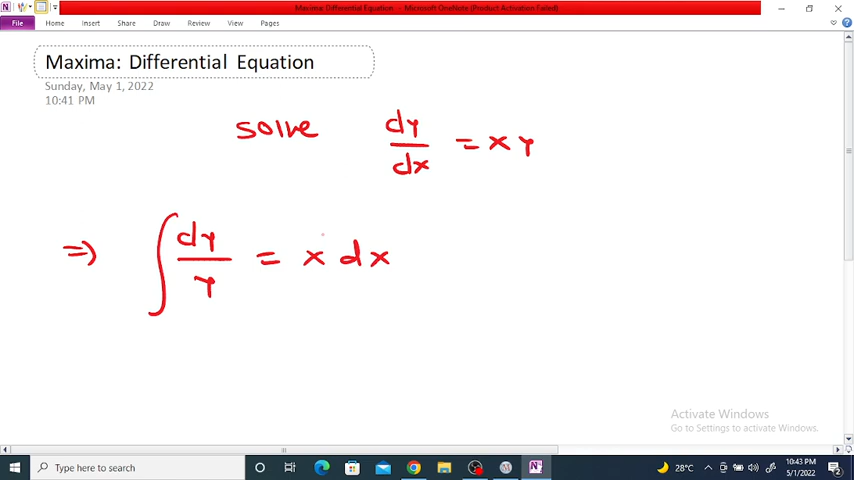 Maxima: Differential Equation - Microsoft OneNote (Product Activation Failed)
File Home Insert Share Draw Review View Pages
Maxima: Differential Equation
Sunday, May 1, 2022
10:41 PM
solve dy/dx = xy
⇒ ∫ dy/y = x dx
Activate Windows
Go to Settings to activate Windows.
Type here to search
28°C
10:43 PM
5/1/2022
2